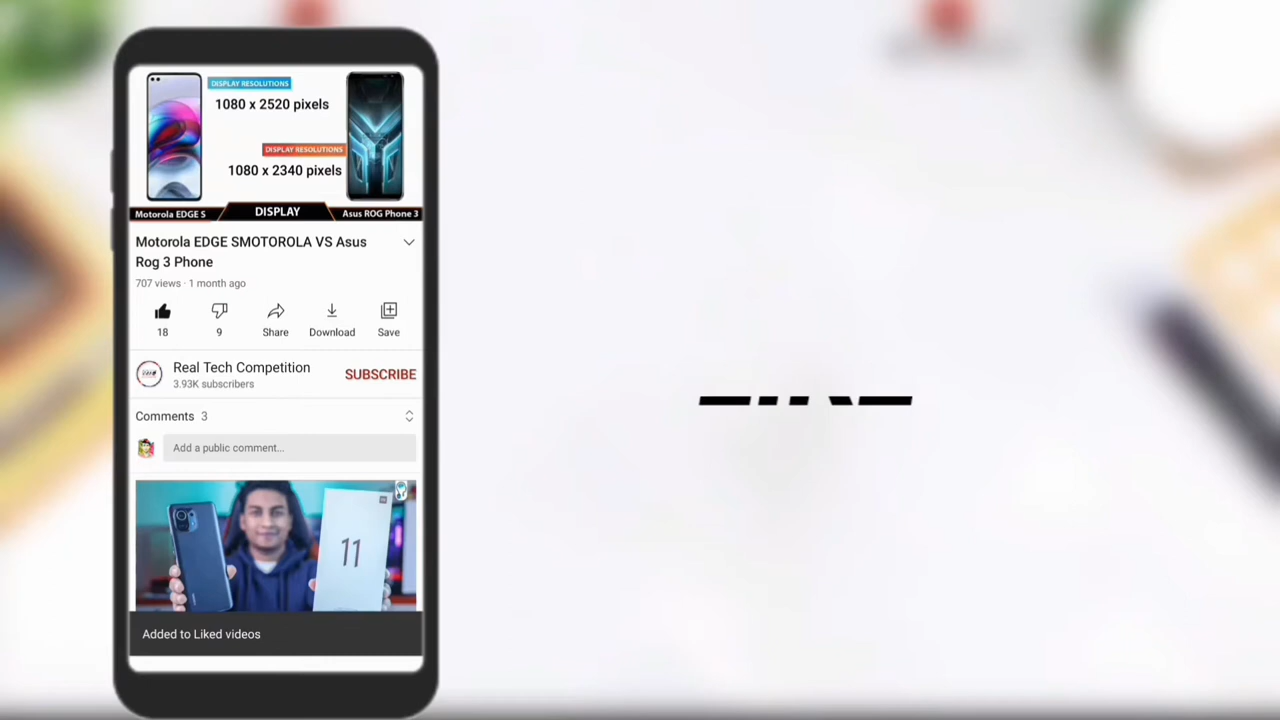 DISPLAY RESOLUTIONS
1080 x 2520 pixels
DISPLAY RESOLUTIONS
1080 x 2340 pixels
Motorola EDGE S
DISPLAY
Asus ROG Phone 3
Motorola EDGE SMOTOROLA VS Asus
Rog 3 Phone
707 views · 1 month ago
18
9
Share
Download
Save
Real Tech Competition
SUBSCRIBE
3.93K subscribers
Comments 3
Add a public comment...
11
Added to Liked videos